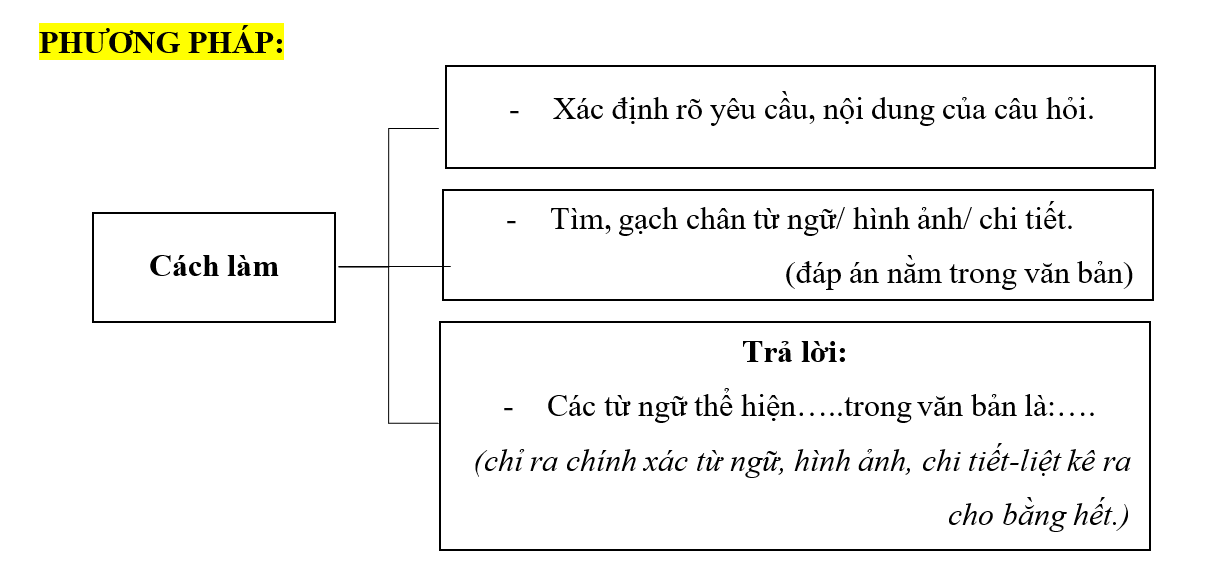 PHƯƠNG PHÁP:
- Xác định rõ yêu cầu, nội dung của câu hỏi.
Cách làm
- Tìm, gạch chân từ ngữ/ hình ảnh/ chi tiết.
(đáp án nằm trong văn bản)
Trả lời:
- Các từ ngữ thể hiện…..trong văn bản là:….
(chỉ ra chính xác từ ngữ, hình ảnh, chi tiết-liệt kê ra
cho bằng hết.)